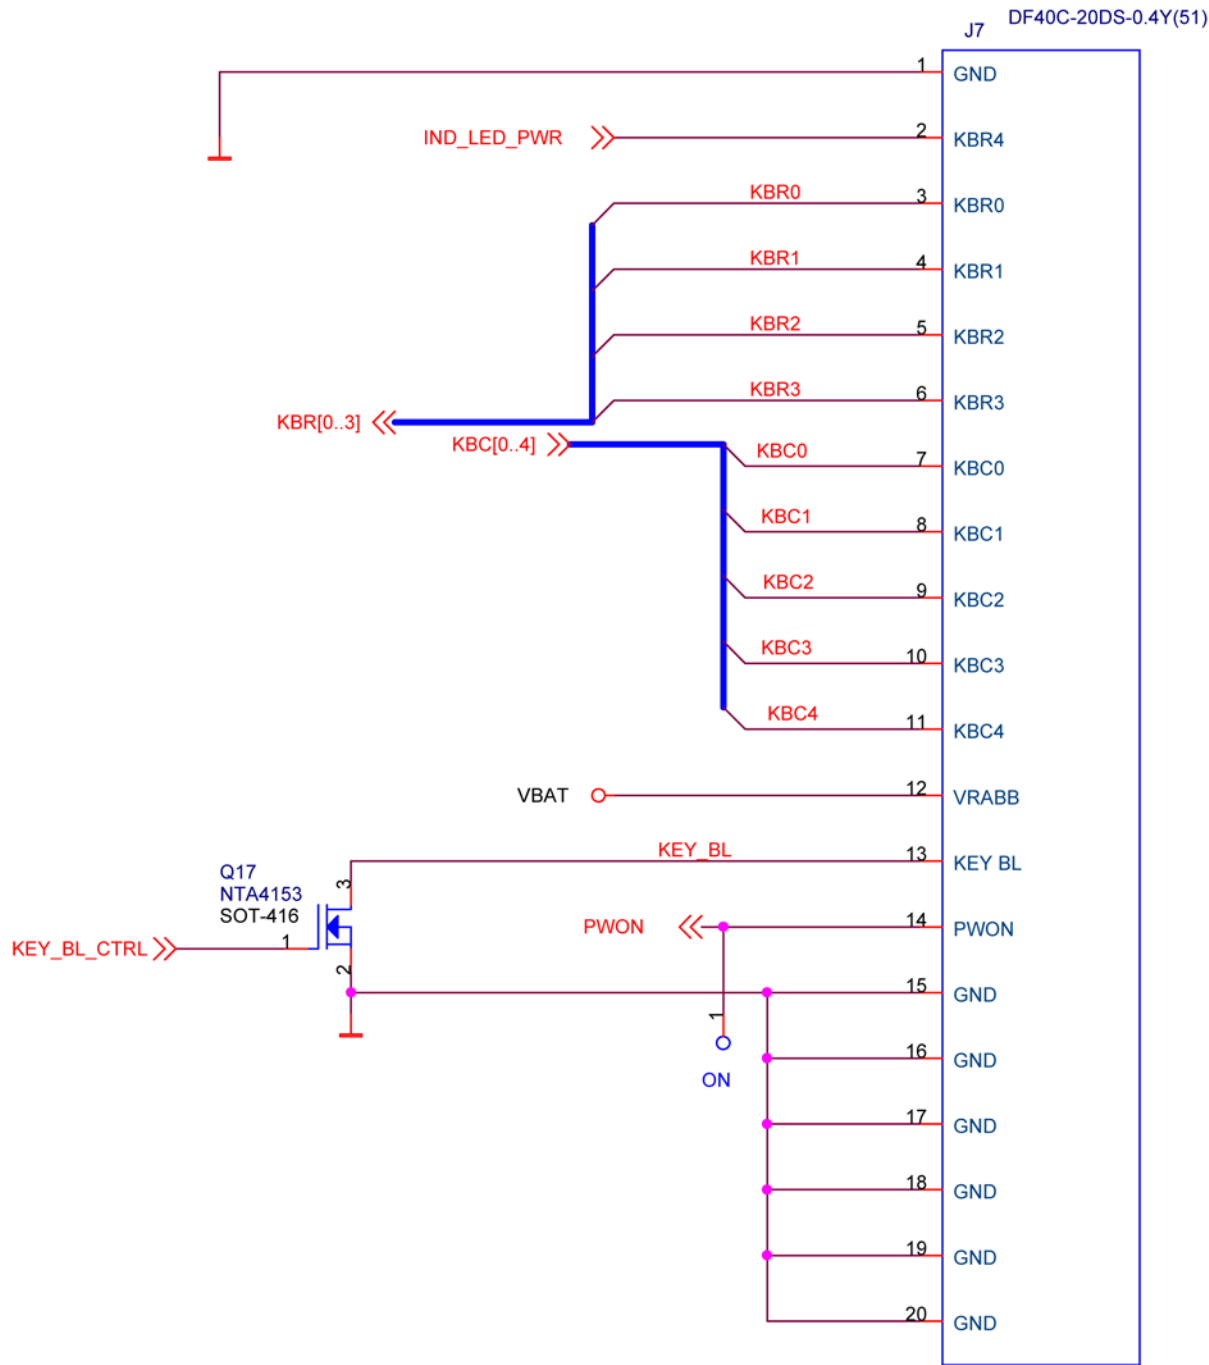 DF40C-20DS-0.4Y(51)
J7
1 GND
IND_LED_PWR 2 KBR4
KBR0 3 KBR0
KBR1 4 KBR1
KBR2 5 KBR2
KBR3 6 KBR3
KBR[0..3]
KBC[0..4]
KBC0 7 KBC0
KBC1 8 KBC1
KBC2 9 KBC2
KBC3 10 KBC3
KBC4 11 KBC4
VBAT 12 VRABB
KEY_BL 13 KEY BL
Q17
NTA4153
SOT-416
3
PWON 14 PWON
KEY_BL_CTRL 1
2
15 GND
1
16 GND
ON
17 GND
18 GND
19 GND
20 GND